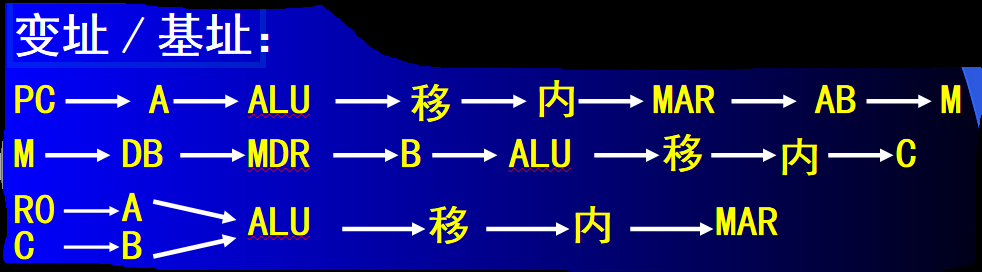 变址/基址：
PC → A → ALU → 移 → 内 → MAR → AB → M
M → DB → MDR → B → ALU → 移 → 内 → C
R0 → A
C → B
ALU → 移 → 内 → MAR